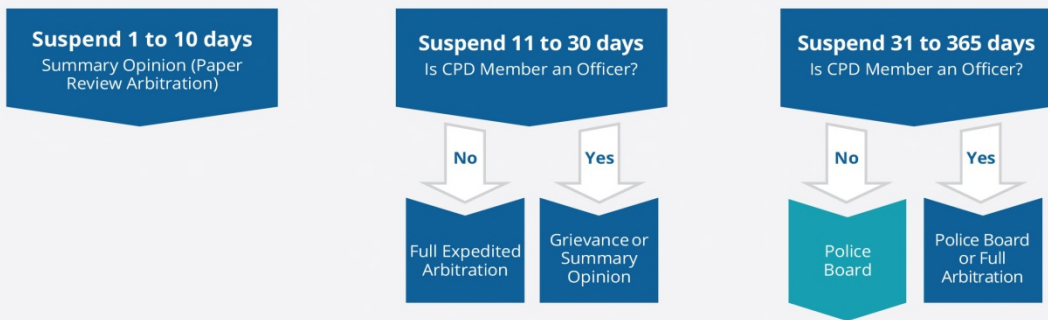 Suspend 1 to 10 days
Summary Opinion (Paper
Review Arbitration)
Suspend 11 to 30 days
Is CPD Member an Officer?
No
Yes
Full Expedited
Arbitration
Grievance or
Summary
Opinion
Suspend 31 to 365 days
Is CPD Member an Officer?
No
Yes
Police
Board
Police Board
or Full
Arbitration